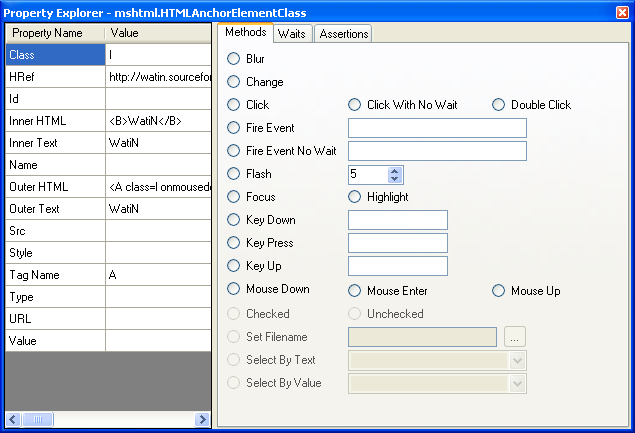 Property Explorer - mshtml.HTMLAnchorElementClass
Property Name Value
Class l
HRef http://watin.sourcefor
Id
Inner HTML <B>WatiN</B>
Inner Text WatiN
Name
Outer HTML <A class=l onmousedo
Outer Text WatiN
Src
Style
Tag Name A
Type
URL
Value
Methods Waits Assertions
Blur
Change
Click Click With No Wait Double Click
Fire Event
Fire Event No Wait
Flash 5
Focus Highlight
Key Down
Key Press
Key Up
Mouse Down Mouse Enter Mouse Up
Checked Unchecked
Set Filename ...
Select By Text
Select By Value